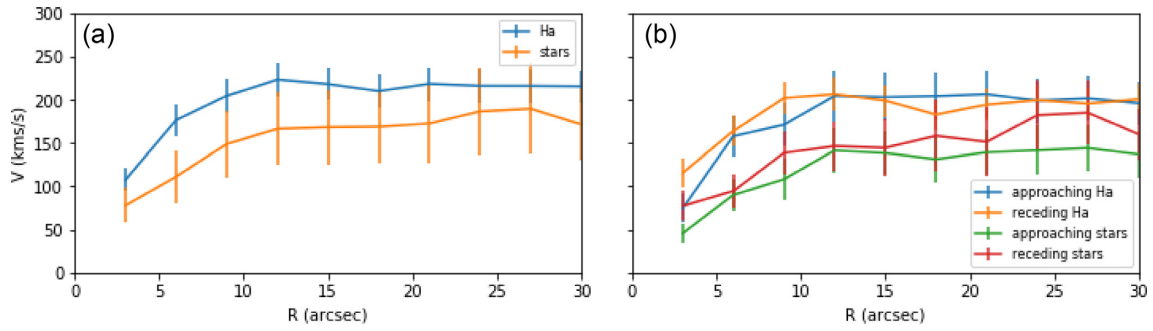 (a)
Ha
stars
V (kms/s)
300
250
200
150
100
50
0
0 5 10 15 20 25 30
R (arcsec)
(b)
approaching Ha
receding Ha
approaching stars
receding stars
0 5 10 15 20 25 30
R (arcsec)